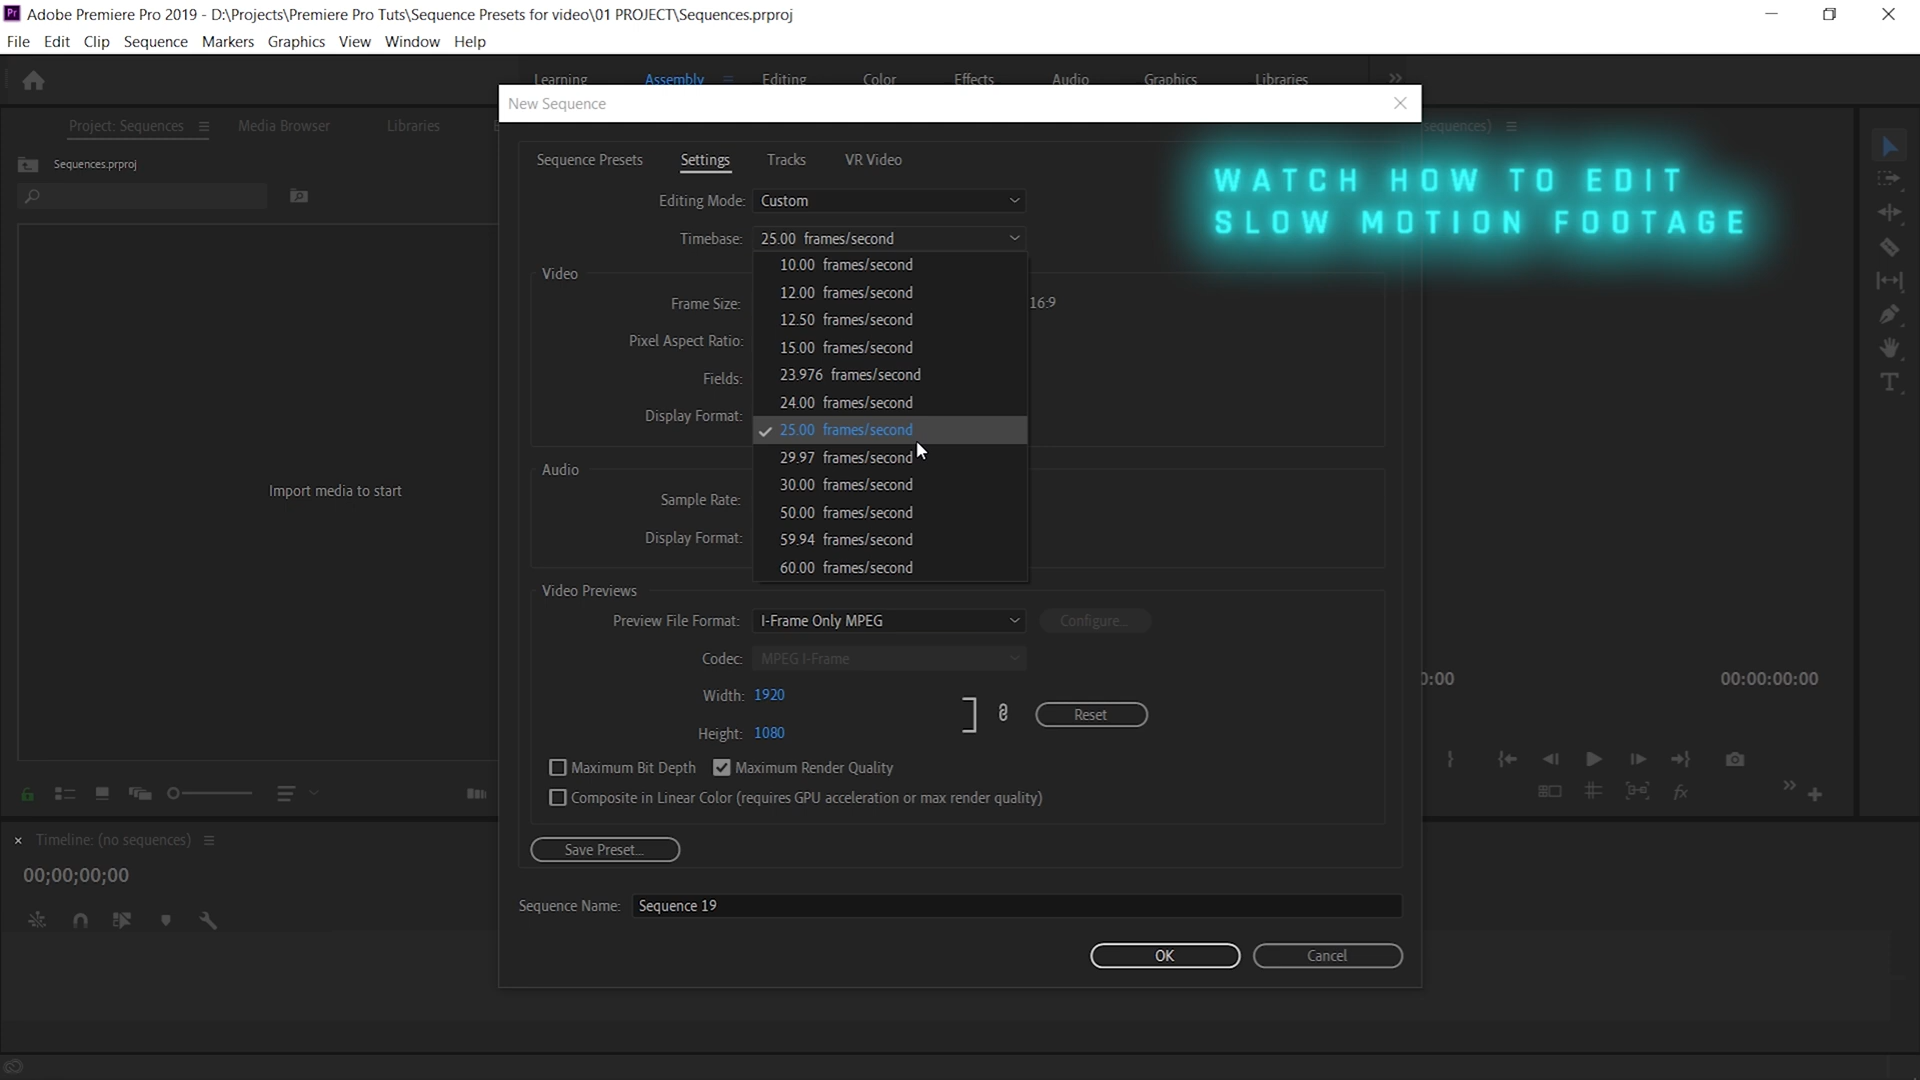 Adobe Premiere Pro 2019 - D:\Projects\Premiere Pro Tuts\Sequence Presets for video\01 PROJECT\Sequences.prproj
File Edit Clip Sequence Markers Graphics View Window Help
Learning Assembly Editing Color Effects Audio Graphics Libraries
New Sequence
Project: Sequences Media Browser Libraries
sequences)
Sequences.prproj
Sequence Presets Settings Tracks VR Video
WATCH HOW TO EDIT
SLOW MOTION FOOTAGE
Editing Mode: Custom
Timebase: 25.00 frames/second
10.00 frames/second
Video
12.00 frames/second
Frame Size: 16:9
12.50 frames/second
Pixel Aspect Ratio:
15.00 frames/second
Fields:
23.976 frames/second
24.00 frames/second
Display Format:
25.00 frames/second
29.97 frames/second
Audio
30.00 frames/second
Sample Rate:
50.00 frames/second
Display Format:
59.94 frames/second
60.00 frames/second
Import media to start
Video Previews
Preview File Format: I-Frame Only MPEG Configure...
Codec: MPEG I-Frame
Width: 1920
Height: 1080
Reset
Maximum Bit Depth Maximum Render Quality
Composite in Linear Color (requires GPU acceleration or max render quality)
Save Preset...
Sequence Name: Sequence 19
OK Cancel
0:00 00:00:00:00
Timeline: (no sequences)
00;00;00;00